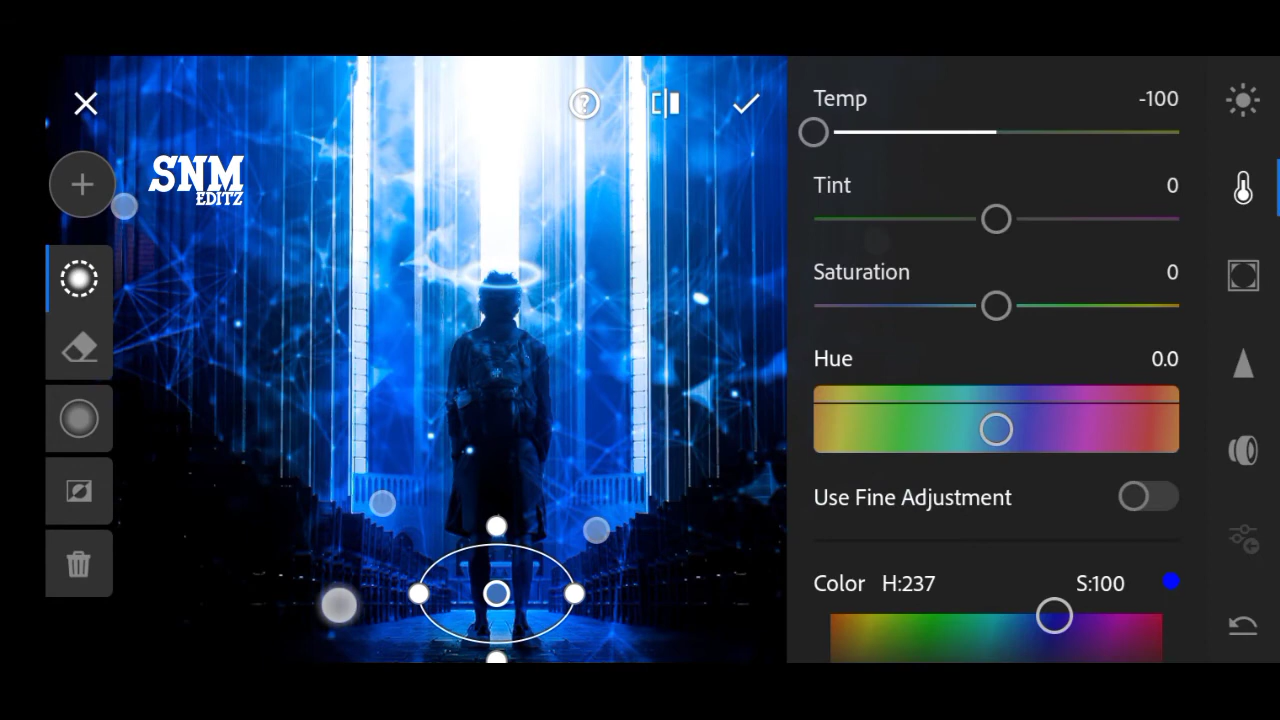 SNM
EDITZ
Temp -100
Tint 0
Saturation 0
Hue 0.0
Use Fine Adjustment
Color H:237 S:100